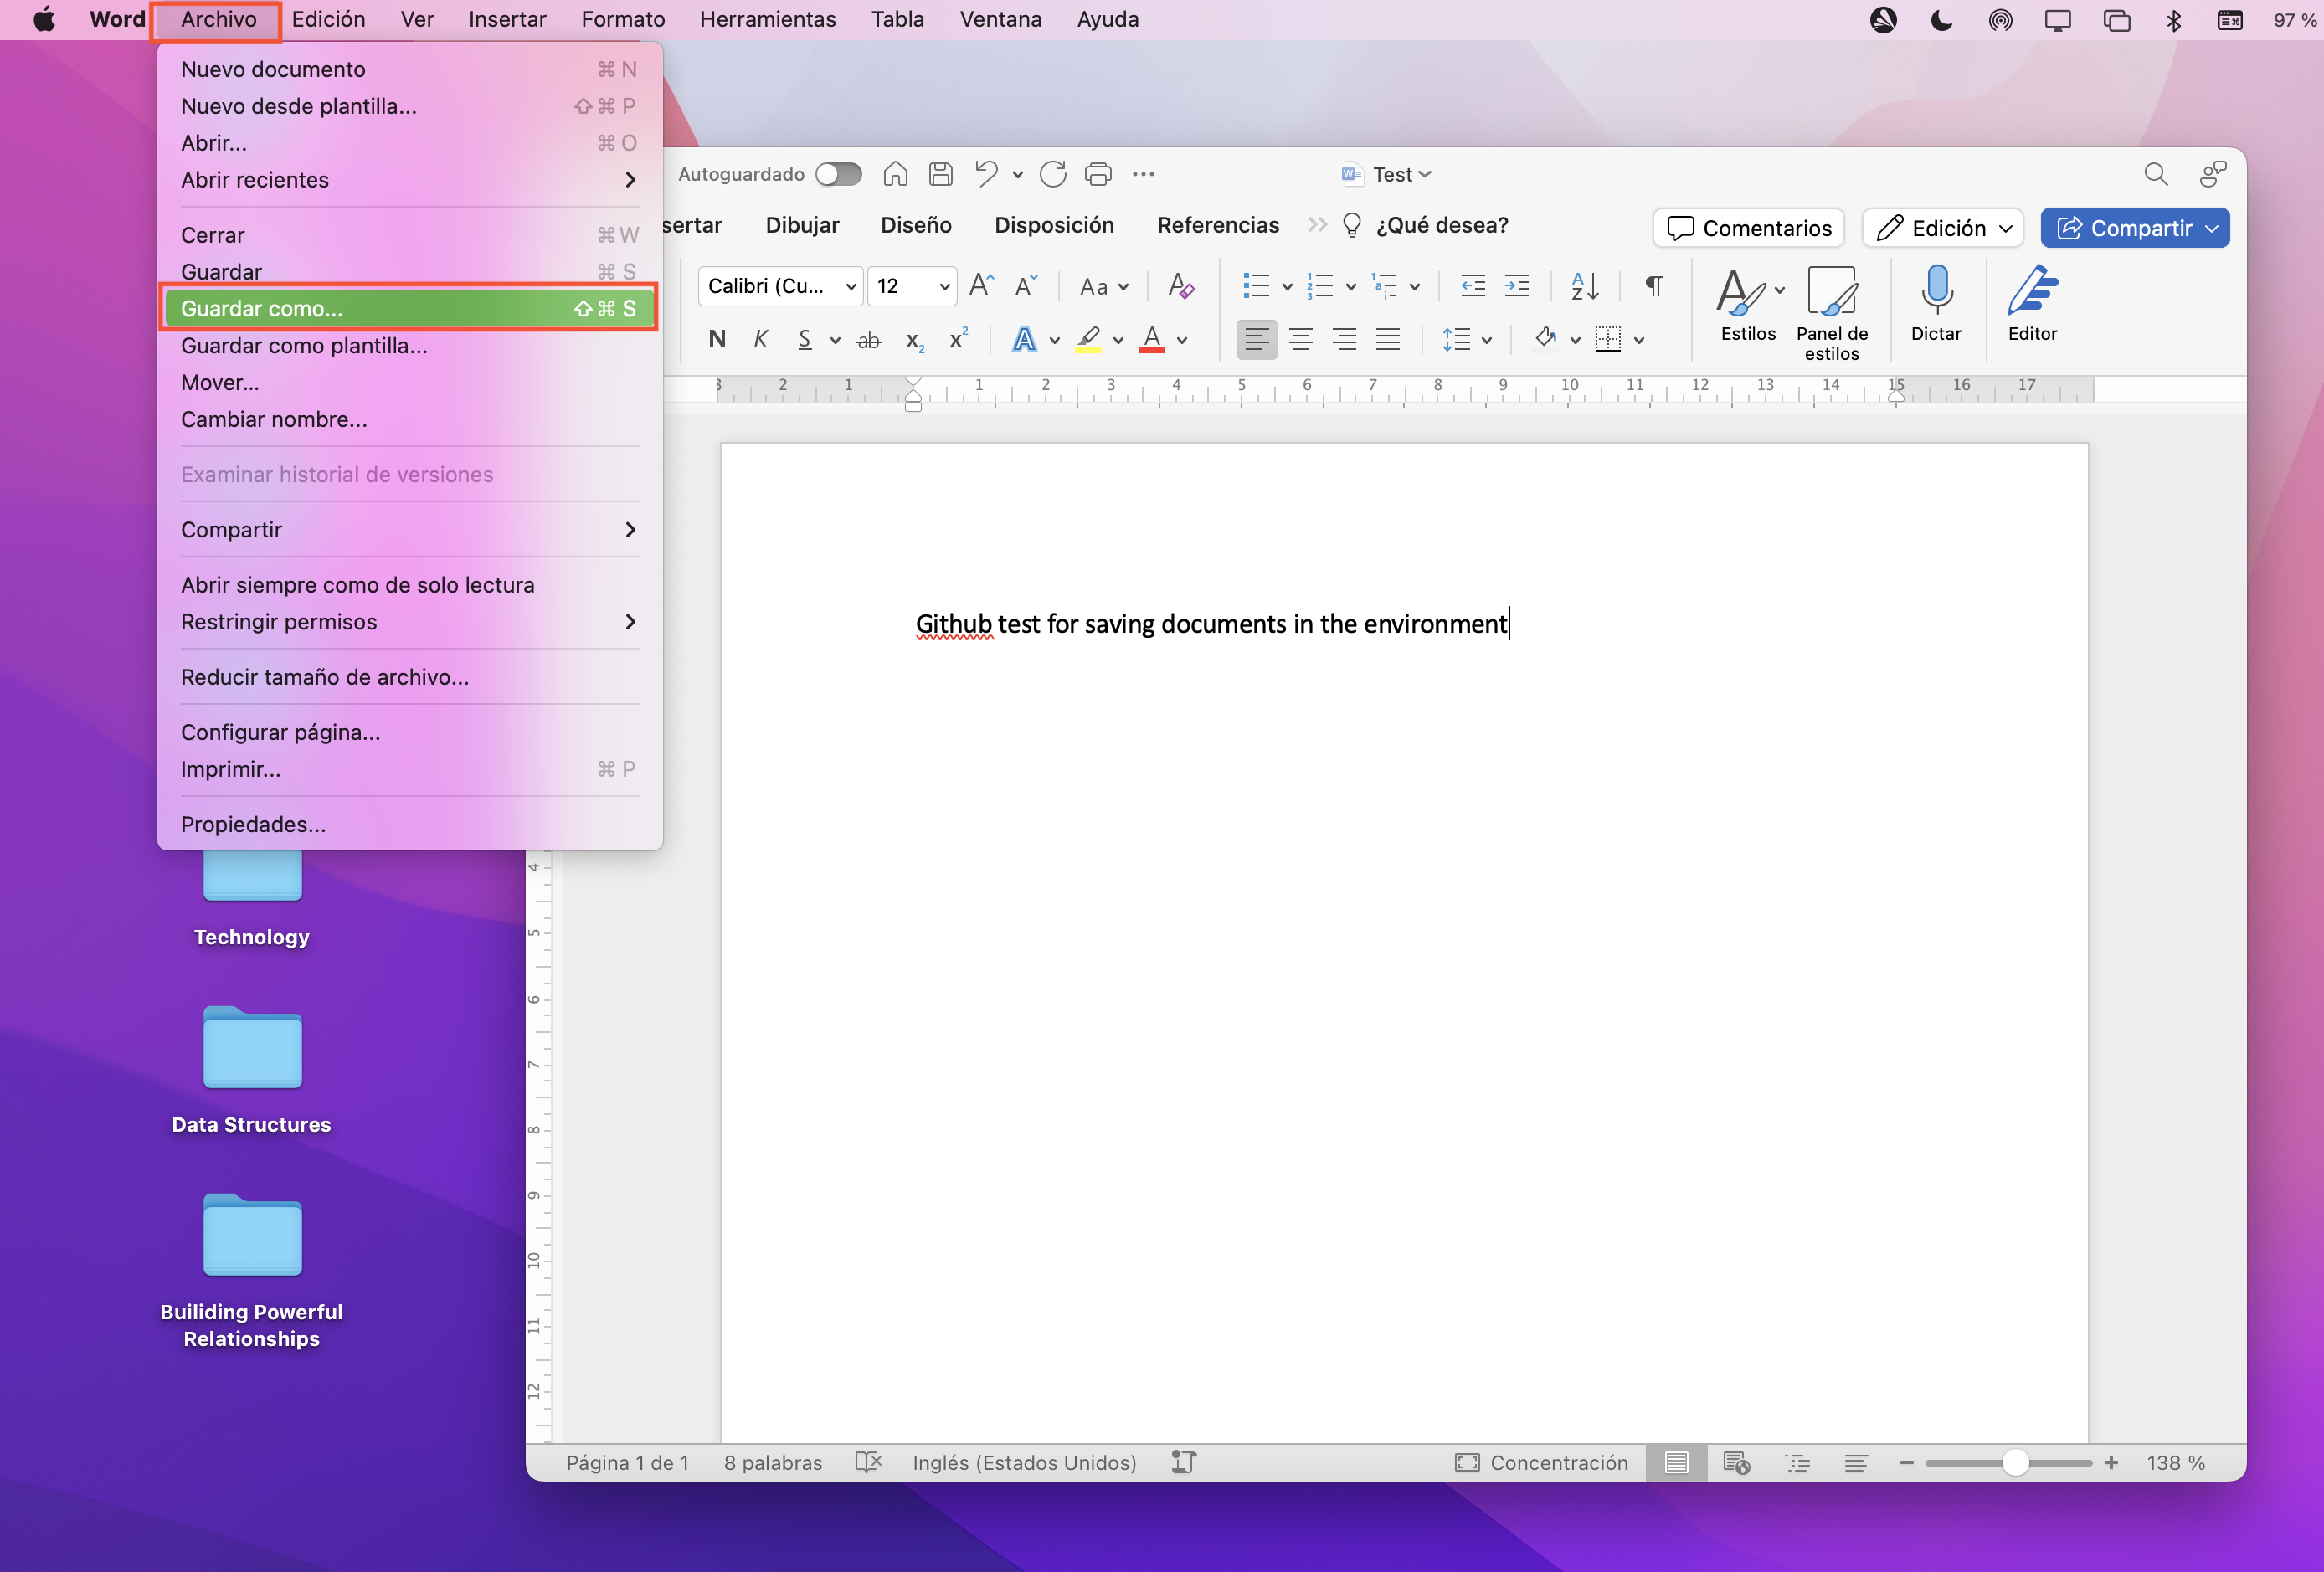 Word Archivo Edición Ver Insertar Formato Herramientas Tabla Ventana Ayuda 97 %
Nuevo documento ⌘ N
Nuevo desde plantilla... ⇧ ⌘ P
Abrir... ⌘ O
Abrir recientes
Cerrar ⌘ W
Guardar ⌘ S
Guardar como... ⇧ ⌘ S
Guardar como plantilla...
Mover...
Cambiar nombre...
Examinar historial de versiones
Compartir
Abrir siempre como de solo lectura
Restringir permisos
Reducir tamaño de archivo...
Configurar página...
Imprimir... ⌘ P
Propiedades...
Autoguardado Test
sertar Dibujar Diseño Disposición Referencias ¿Qué desea? Comentarios Edición Compartir
Calibri (Cu... 12 Aa
N K S ab x₂ x² A A
Estilos Panel de estilos Dictar Editor
3 2 1 1 2 3 4 5 6 7 8 9 10 11 12 13 14 15 16 17
Github test for saving documents in the environment
4
5
6
7
8
9
10
11
12
Technology
Data Structures
Builiding Powerful
Relationships
Página 1 de 1 8 palabras Inglés (Estados Unidos) Concentración 138 %